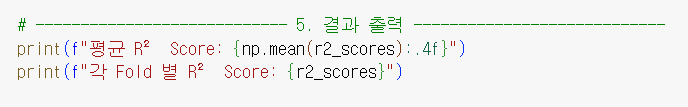 # ---------------------------- 5. 결과 출력 ----------------------------
print(f"평균 R² Score: {np.mean(r2_scores):.4f}")
print(f"각 Fold 별 R² Score: {r2_scores}")